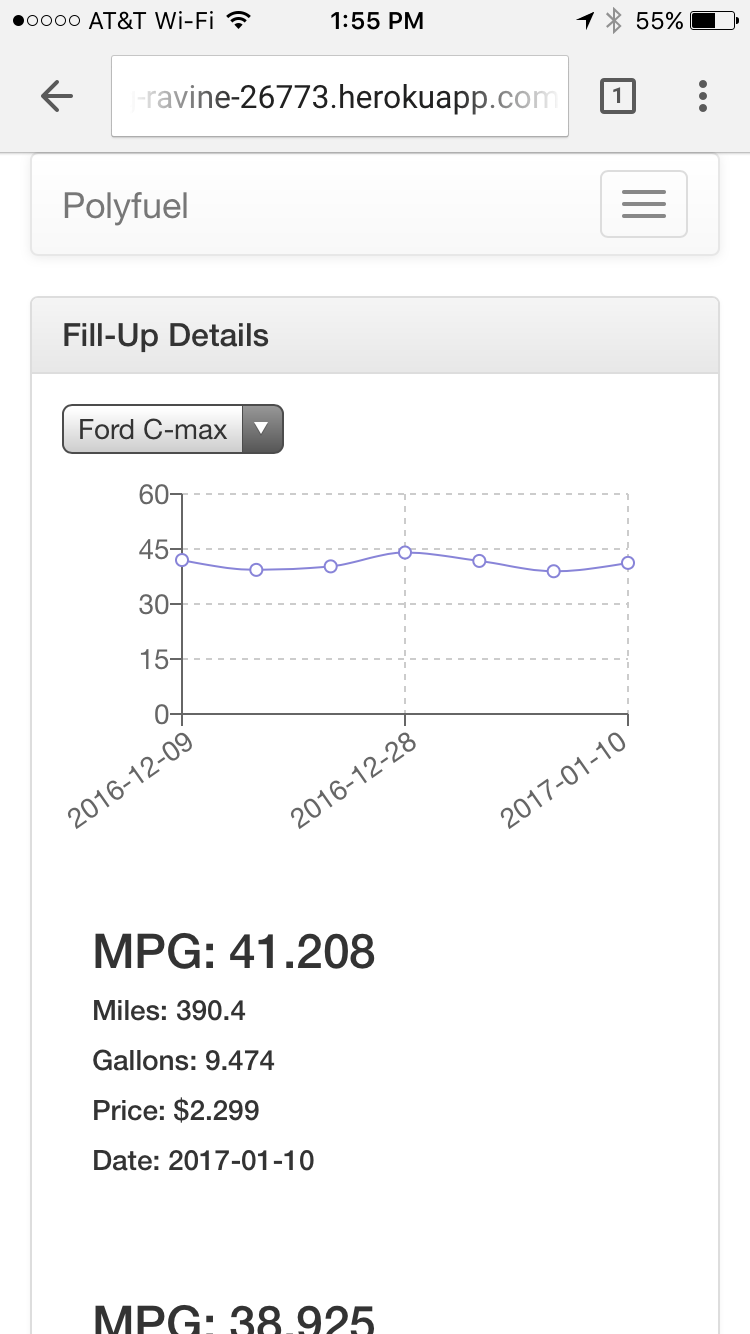 AT&T Wi-Fi 1:55 PM 55%
-ravine-26773.herokuapp.com 1
Polyfuel
Fill-Up Details
Ford C-max
60
45
30
15
0
2016-12-09 2016-12-28 2017-01-10
MPG: 41.208
Miles: 390.4
Gallons: 9.474
Price: $2.299
Date: 2017-01-10
MPG: 38.925